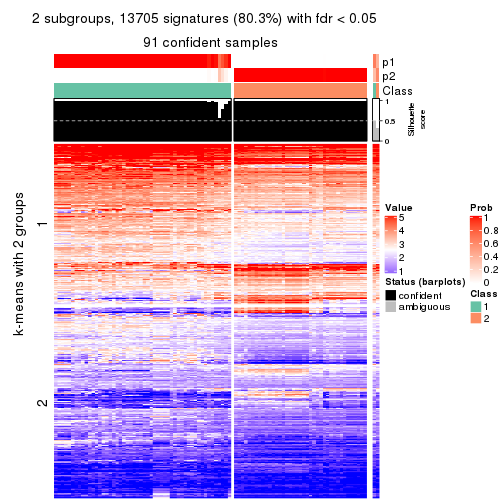 2 subgroups, 13705 signatures (80.3%) with fdr < 0.05
91 confident samples
p1
p2
Class
1
0.5
0
Silhouette
score
k-means with 2 groups
1
2
Value
5
4
3
2
1
Status (barplots)
confident
ambiguous
Prob
1
0.8
0.6
0.4
0.2
0
Class
1
2